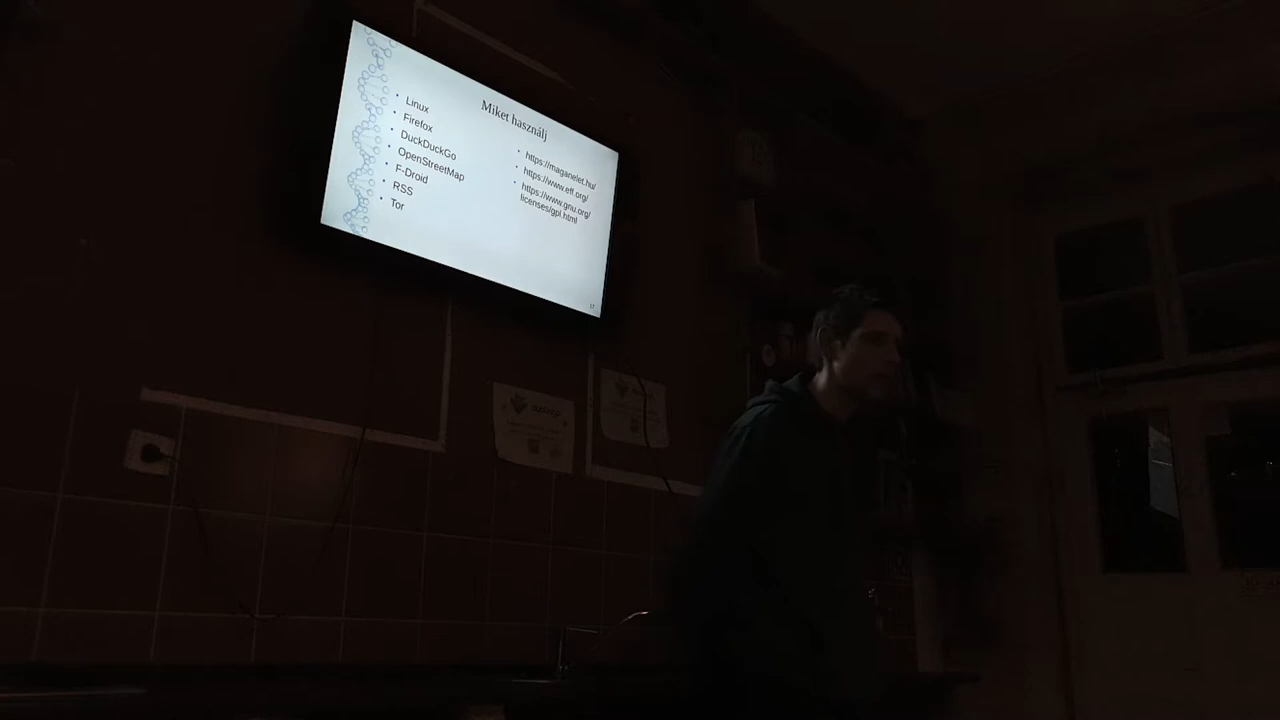 Miket használj
Linux
Firefox
DuckDuckGo
OpenStreetMap
F-Droid
RSS
Tor
https://maganelet.hu/
https://www.eff.org/
https://www.gnu.org/
licenses/gpl.html
17